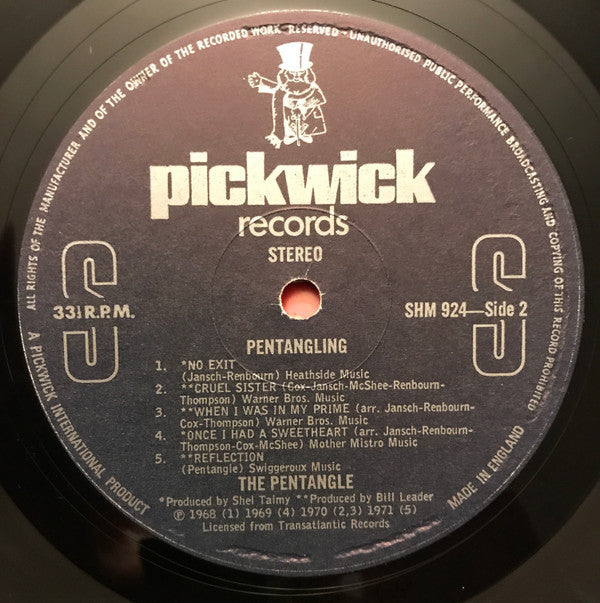 ALL RIGHTS OF THE MANUFACTURER AND OF THE OWNER OF THE RECORDED WORK RESERVED - UNAUTHORISED PUBLIC PERFORMANCE BROADCASTING AND COPYING OF THIS RECORD PROHIBITED
pickwick
records
STEREO
S
S
33⅓R.P.M.
SHM 924—Side 2
PENTANGLING
1. *NO EXIT
(Jansch-Renbourn) Heathside Music
2. **CRUEL SISTER (Cox-Jansch-McShee-Renbourn-
Thompson) Warner Bros. Music
3. **WHEN I WAS IN MY PRIME (arr. Jansch-Renbourn-
Cox-Thompson) Warner Bros. Music
4. *ONCE I HAD A SWEETHEART (arr. Jansch-Renbourn-
Thompson-Cox-McShee) Mother Mistro Music
5. **REFLECTION
(Pentangle) Swiggeroux Music
THE PENTANGLE
*Produced by Shel Talmy **Produced by Bill Leader
℗ 1968 (1) 1969 (4) 1970 (2,3) 1971 (5)
Licensed from Transatlantic Records
A PICKWICK INTERNATIONAL PRODUCT
MADE IN ENGLAND